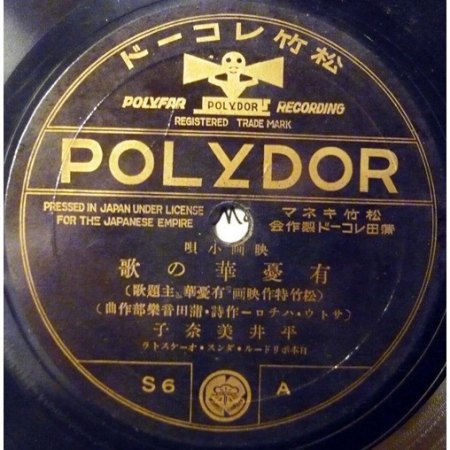 松竹レコード
POLYFAR POLYDOR RECORDING
REGISTERED TRADE MARK
POLYDOR
PRESSED IN JAPAN UNDER LICENSE
FOR THE JAPANESE EMPIRE
松竹キネマ
蒲田レコード製作会
映画小唄
有憂華の歌
(松竹特作映画"有憂華"主題歌)
(サトウ・ハチロー作詩・蒲田音樂部作曲)
平井美奈子
日本ポリドール・ダンス・オーケストラ
S6 A